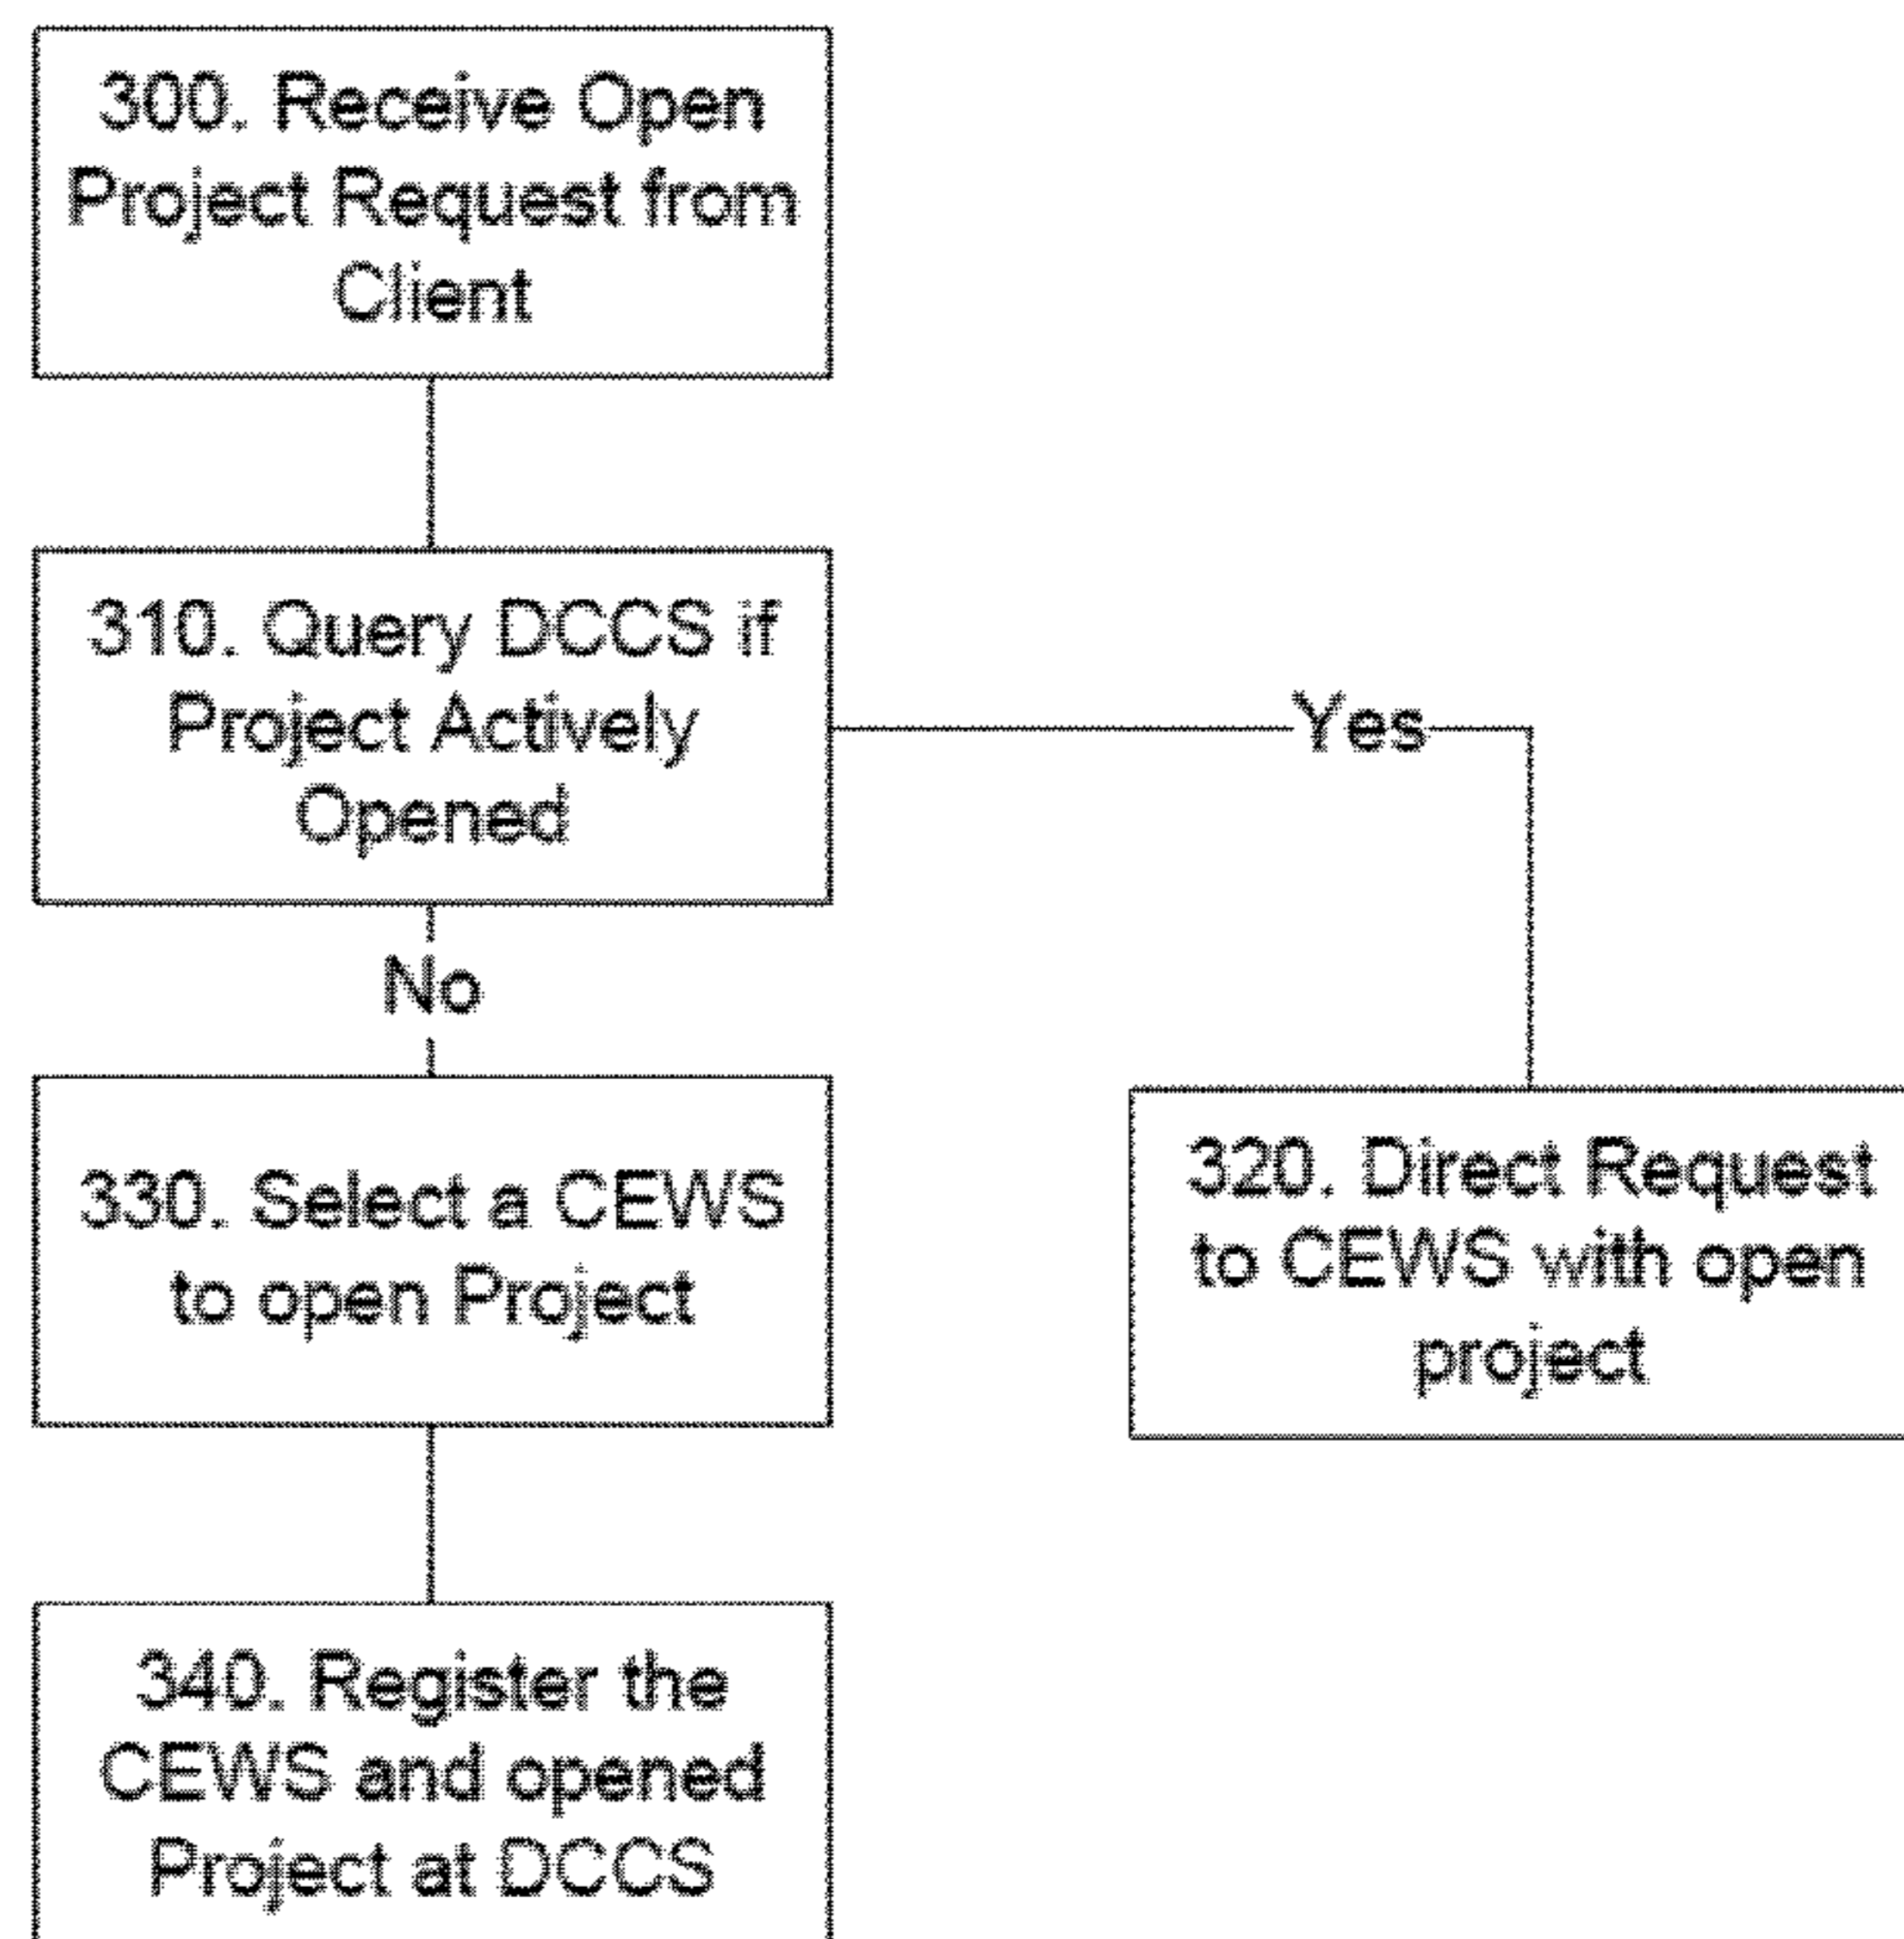 300. Receive Open
Project Request from
Client
310. Query DCCS if
Project Actively
Opened
Yes
No
330. Select a CEWS
to open Project
320. Direct Request
to CEWS with open
project
340. Register the
CEWS and opened
Project at DCCS